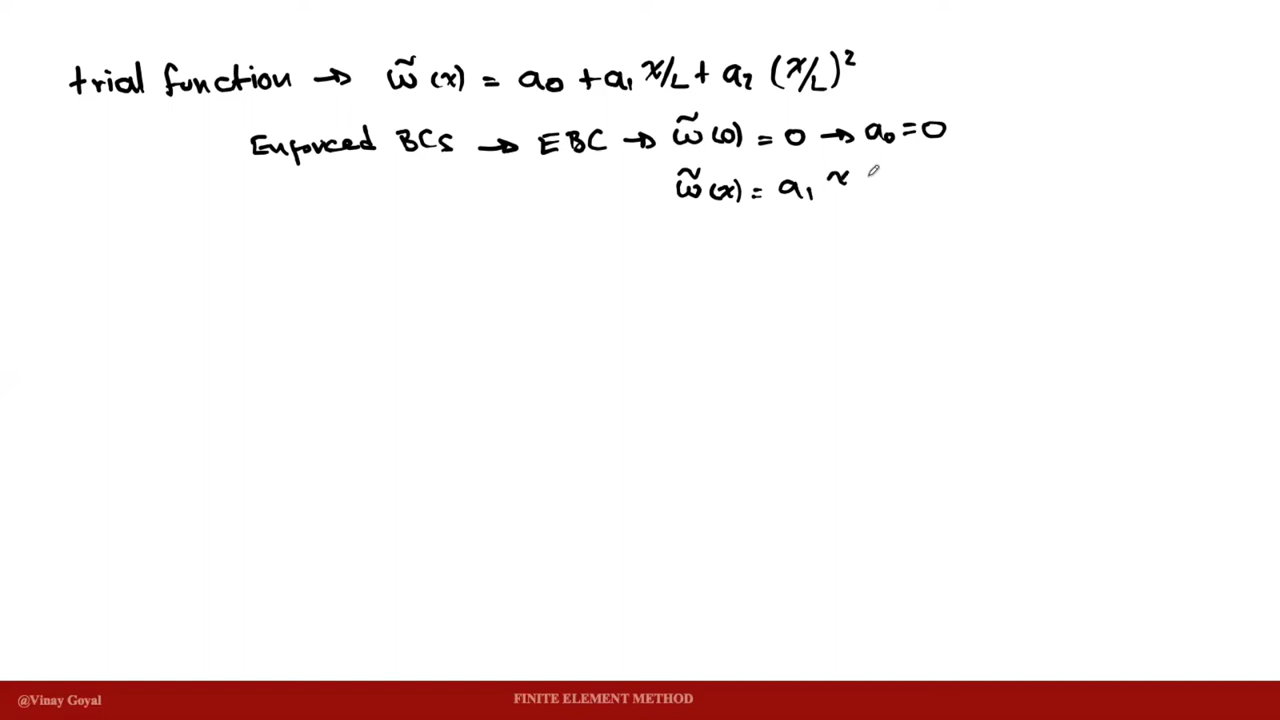 trial function → w̃(x) = a₀ + a₁ x/L + a₂ (x/L)²
Enforced BCs → EBC → w̃(0) = 0 → a₀ = 0
w̃(x) = a₁ x
@Vinay Goyal
FINITE ELEMENT METHOD